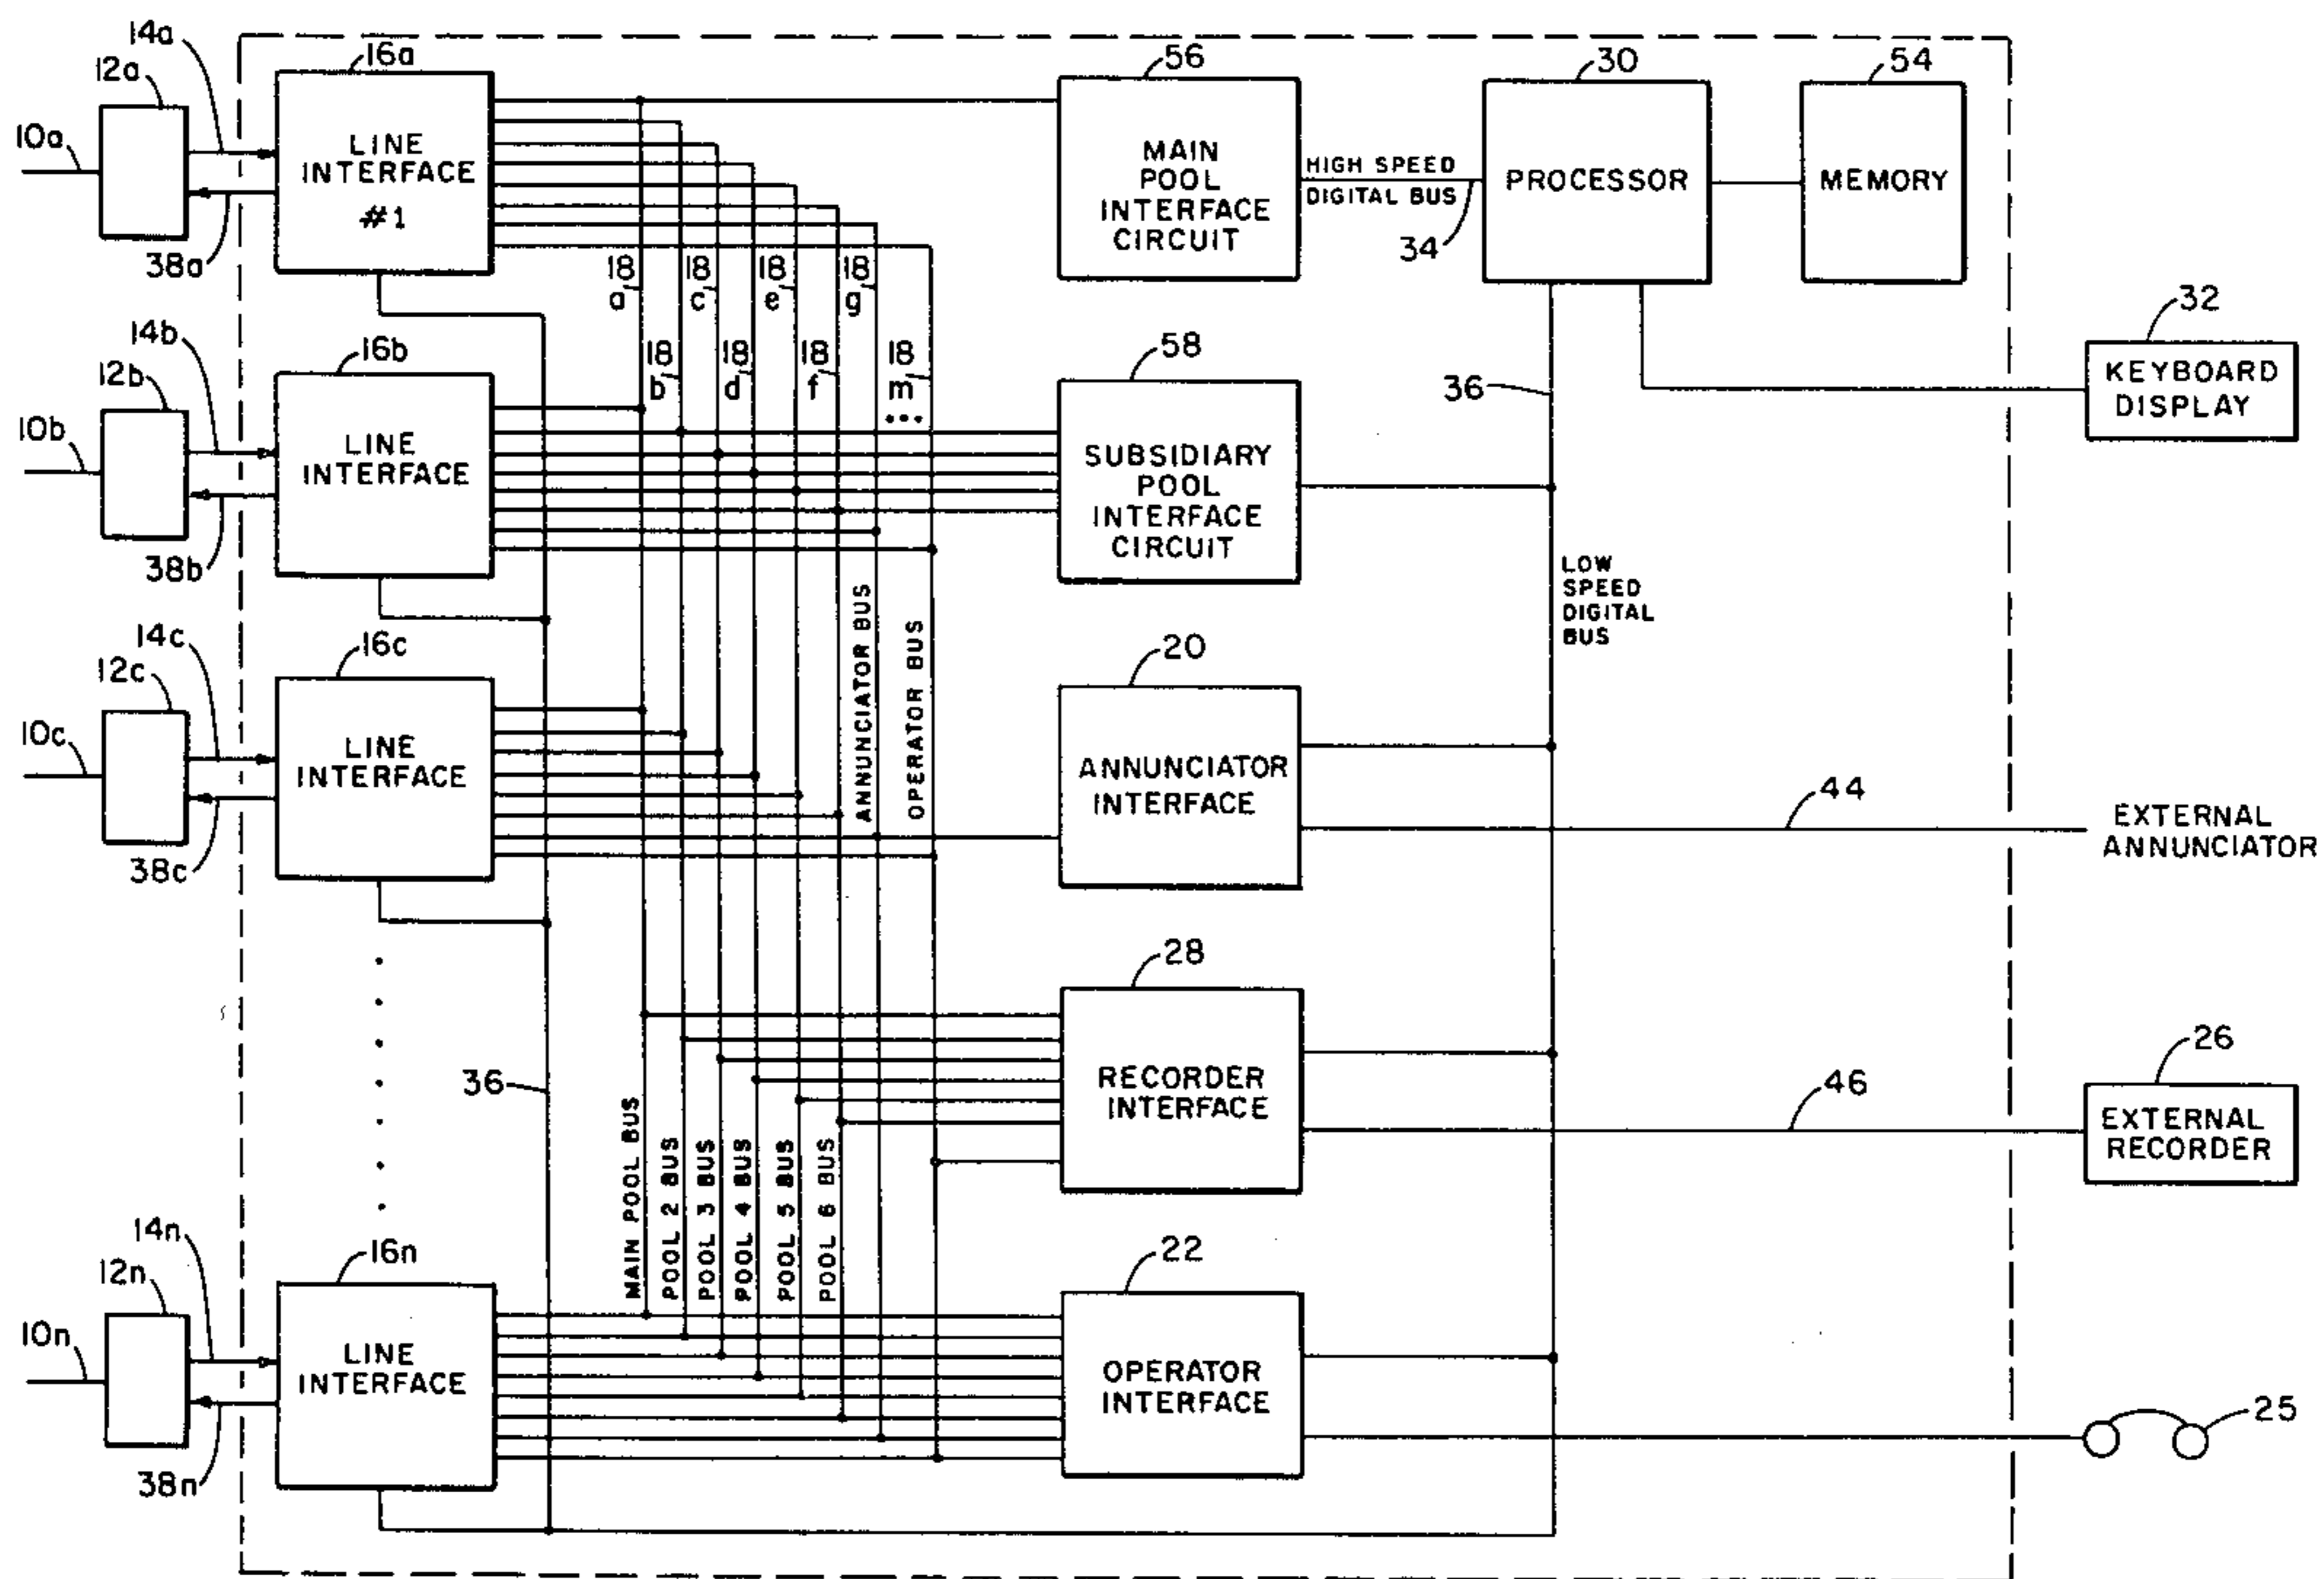 14a
12a
10a
38a
16a
LINE
INTERFACE
#1
56
MAIN
POOL
INTERFACE
CIRCUIT
HIGH SPEED
DIGITAL BUS
34
30
PROCESSOR
54
MEMORY
18
a
18
c
18
e
18
g
18
b
18
d
18
f
18
m
...
32
KEYBOARD
DISPLAY
14b
12b
10b
38b
16b
LINE
INTERFACE
58
SUBSIDIARY
POOL
INTERFACE
CIRCUIT
36
LOW
SPEED
DIGITAL
BUS
14c
12c
10c
38c
16c
LINE
INTERFACE
ANNUNCIATOR BUS
OPERATOR BUS
20
ANNUNCIATOR
INTERFACE
44
EXTERNAL
ANNUNCIATOR
36
28
RECORDER
INTERFACE
46
26
EXTERNAL
RECORDER
MAIN POOL BUS
POOL 2 BUS
POOL 3 BUS
POOL 4 BUS
POOL 5 BUS
POOL 6 BUS
14n
12n
10n
38n
16n
LINE
INTERFACE
22
OPERATOR
INTERFACE
25